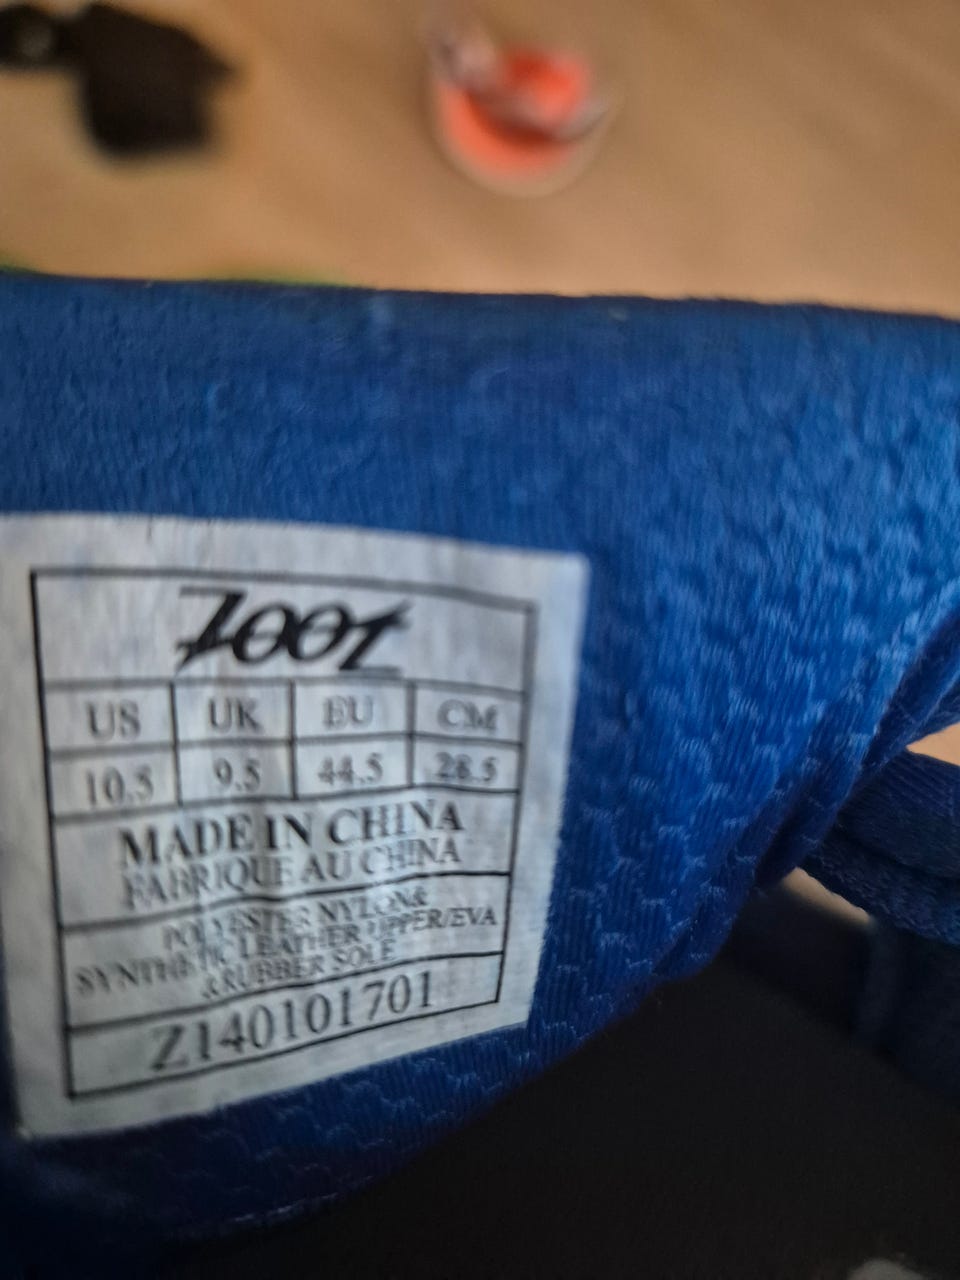 ZOOT
US UK EU CM
10.5 9.5 44.5 28.5
MADE IN CHINA
FABRIQUE AU CHINA
POLYESTER NYLON&
SYNTHETIC LEATHER UPPER/EVA
&RUBBER SOLE
Z140101701